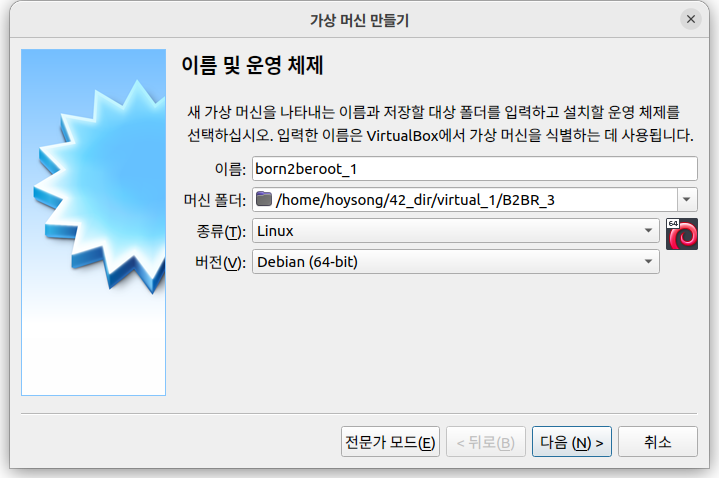 가상 머신 만들기
이름 및 운영 체제
새 가상 머신을 나타내는 이름과 저장할 대상 폴더를 입력하고 설치할 운영 체제를
선택하십시오. 입력한 이름은 VirtualBox에서 가상 머신을 식별하는 데 사용됩니다.
이름: born2beroot_1
머신 폴더: /home/hoysong/42_dir/virtual_1/B2BR_3
종류(T): Linux
64
버전(V): Debian (64-bit)
전문가 모드(E) < 뒤로(B) 다음 (N) > 취소